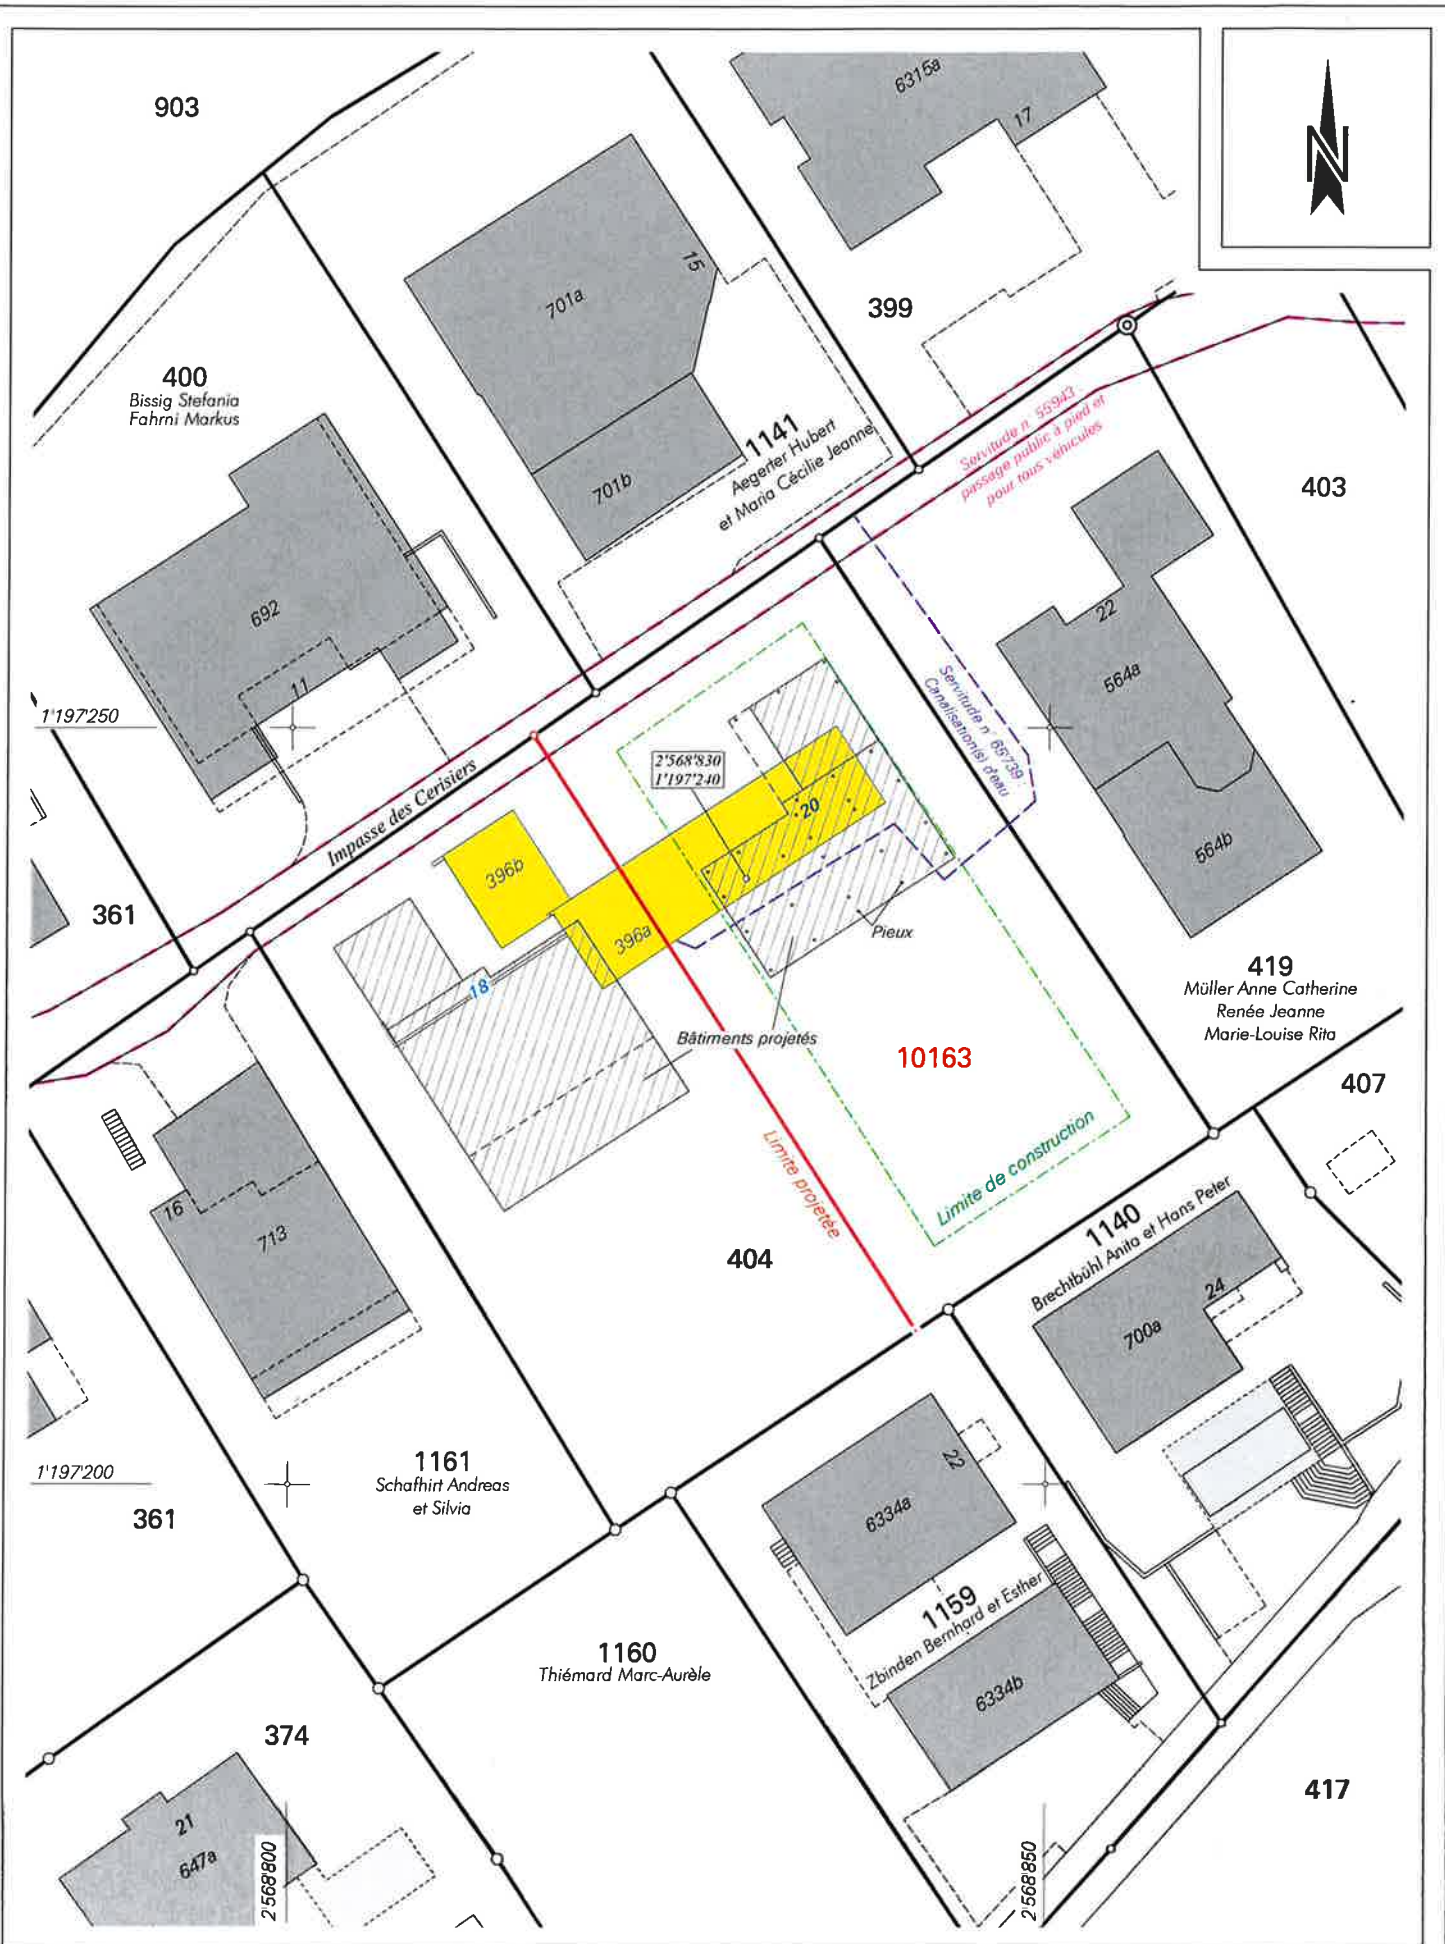 903
6315a
17
N
15
701a
399
400
Bissig Stefania
Fahrni Markus
1141
Aegerter Hubert
et Maria Cécilie Jeanne
701b
Servitude n° 55943 :
passage public à pied et
pour tous véhicules
403
692
11
22
564a
1'197'250
Servitude n° 65'739 :
Canalisation(s) d'eau
2'568'830
1'197'240
Impasse des Cerisiers
20
396b
564b
361
396a
Pieux
18
419
Müller Anne Catherine
Renée Jeanne
Marie-Louise Rita
Bâtiments projetés
10163
407
Limite projetée
Limite de construction
16
713
1140
Brechtbühl Anita et Hans Peter
404
24
700a
1'197'200
1161
Schafhirt Andreas
et Silvia
22
6334a
361
1159
Zbinden Bernhard et Esther
1160
Thiémard Marc-Aurèle
6334b
374
417
21
647a
2'568'800
2'568'850